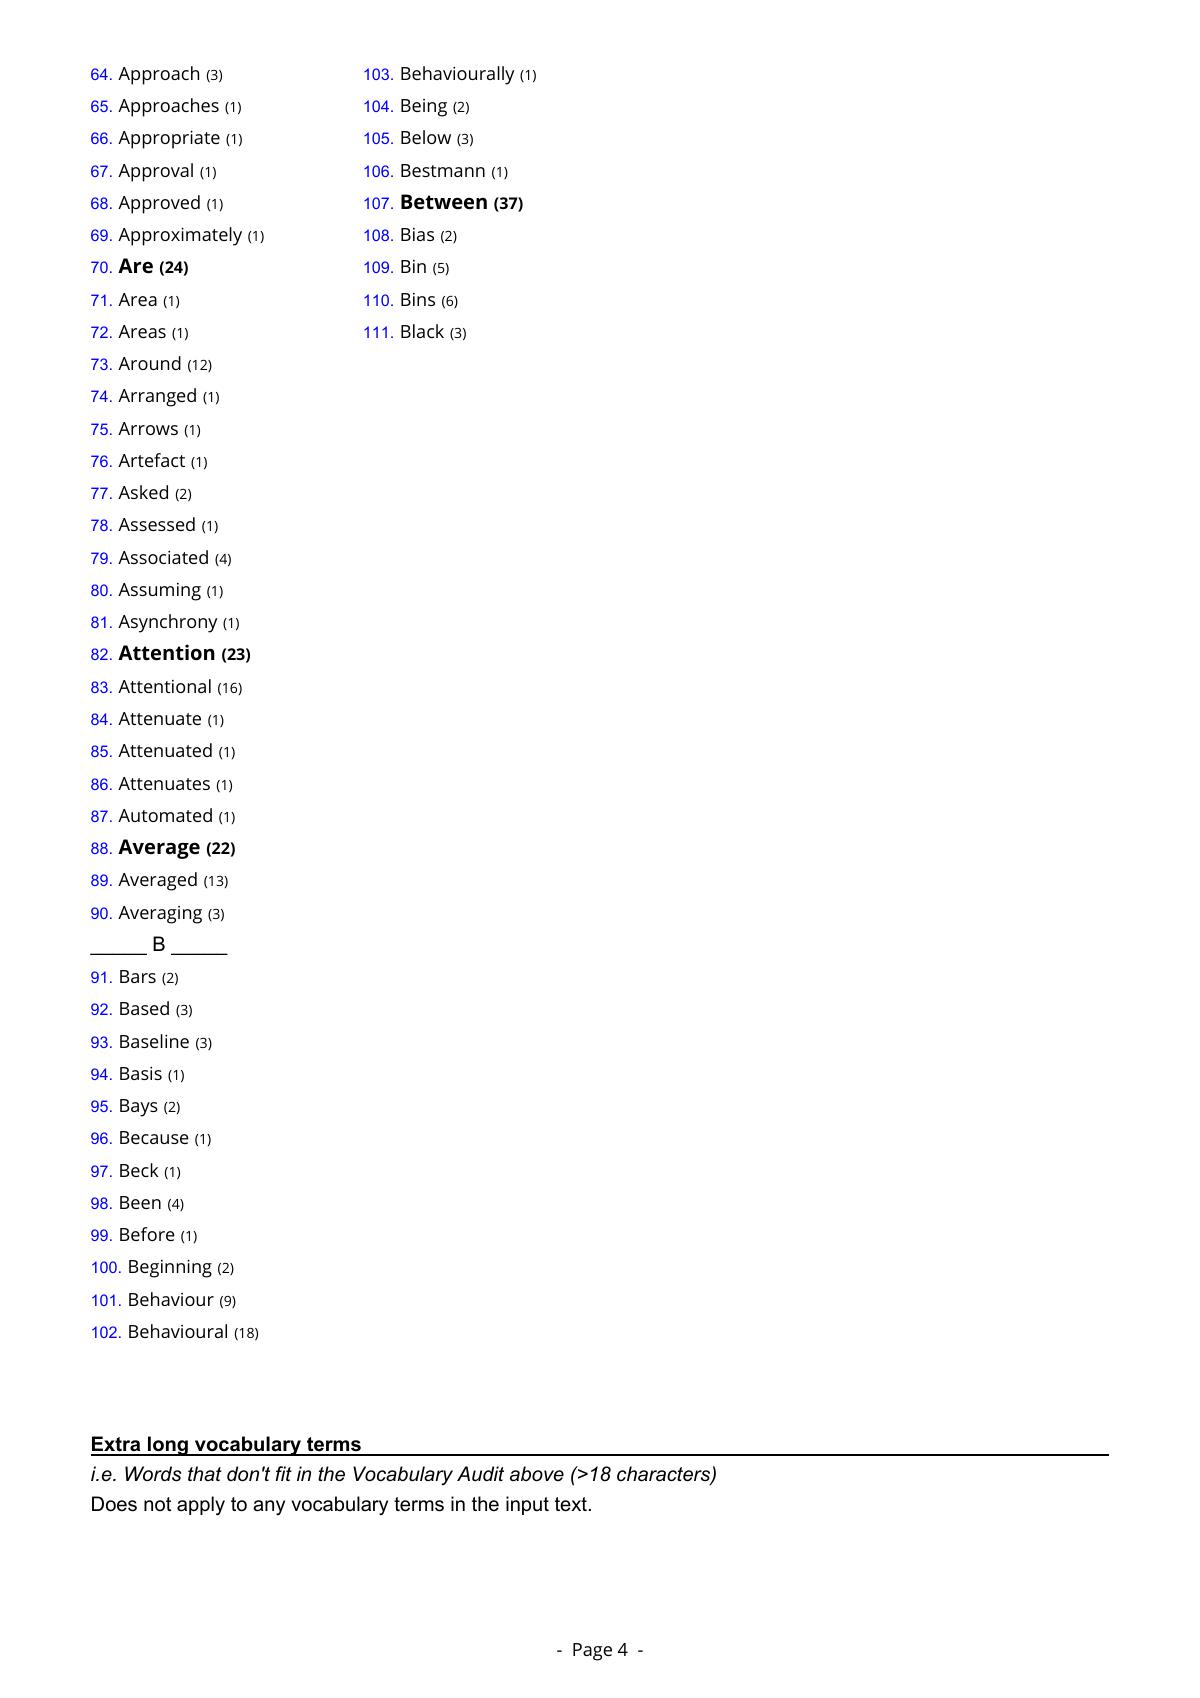 64. Approach (3)
65. Approaches (1)
66. Appropriate (1)
67. Approval (1)
68. Approved (1)
69. Approximately (1)
70. Are (24)
71. Area (1)
72. Areas (1)
73. Around (12)
74. Arranged (1)
75. Arrows (1)
76. Artefact (1)
77. Asked (2)
78. Assessed (1)
79. Associated (4)
80. Assuming (1)
81. Asynchrony (1)
82. Attention (23)
83. Attentional (16)
84. Attenuate (1)
85. Attenuated (1)
86. Attenuates (1)
87. Automated (1)
88. Average (22)
89. Averaged (13)
90. Averaging (3)
_____ B _____
91. Bars (2)
92. Based (3)
93. Baseline (3)
94. Basis (1)
95. Bays (2)
96. Because (1)
97. Beck (1)
98. Been (4)
99. Before (1)
100. Beginning (2)
101. Behaviour (9)
102. Behavioural (18)
103. Behaviourally (1)
104. Being (2)
105. Below (3)
106. Bestmann (1)
107. Between (37)
108. Bias (2)
109. Bin (5)
110. Bins (6)
111. Black (3)
Extra long vocabulary terms
i.e. Words that don't fit in the Vocabulary Audit above (>18 characters)
Does not apply to any vocabulary terms in the input text.
- Page 4 -